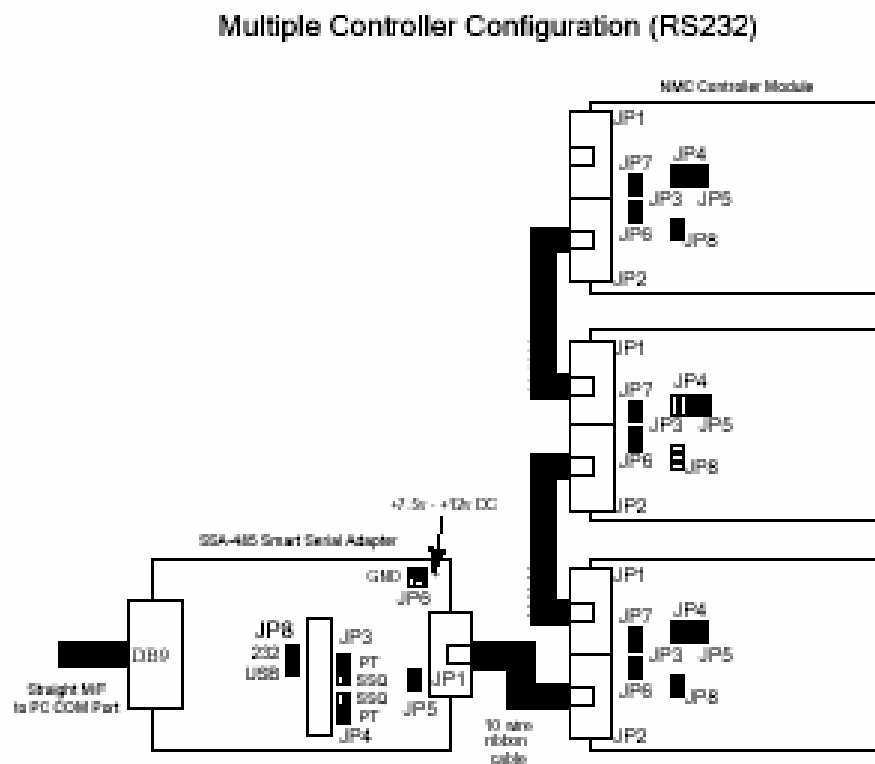 Multiple Controller Configuration (RS232)
NMC Controller Module
JP1
JP7 JP4
JP3 JP5
JP6 JP8
JP2
JP1
JP7 JP4
JP3 JP5
JP6 JP8
JP2
+7.5v - +12v DC
SSA-485 Smart Serial Adapter
GND
JP6
JP8
232
USB
DB9
JP3
PT
SSQ
SSQ
PT
JP4
JP5
JP1
Straight M/F
to PC COM Port
10 wire
ribbon
cable
JP1
JP7 JP4
JP3 JP5
JP6 JP8
JP2